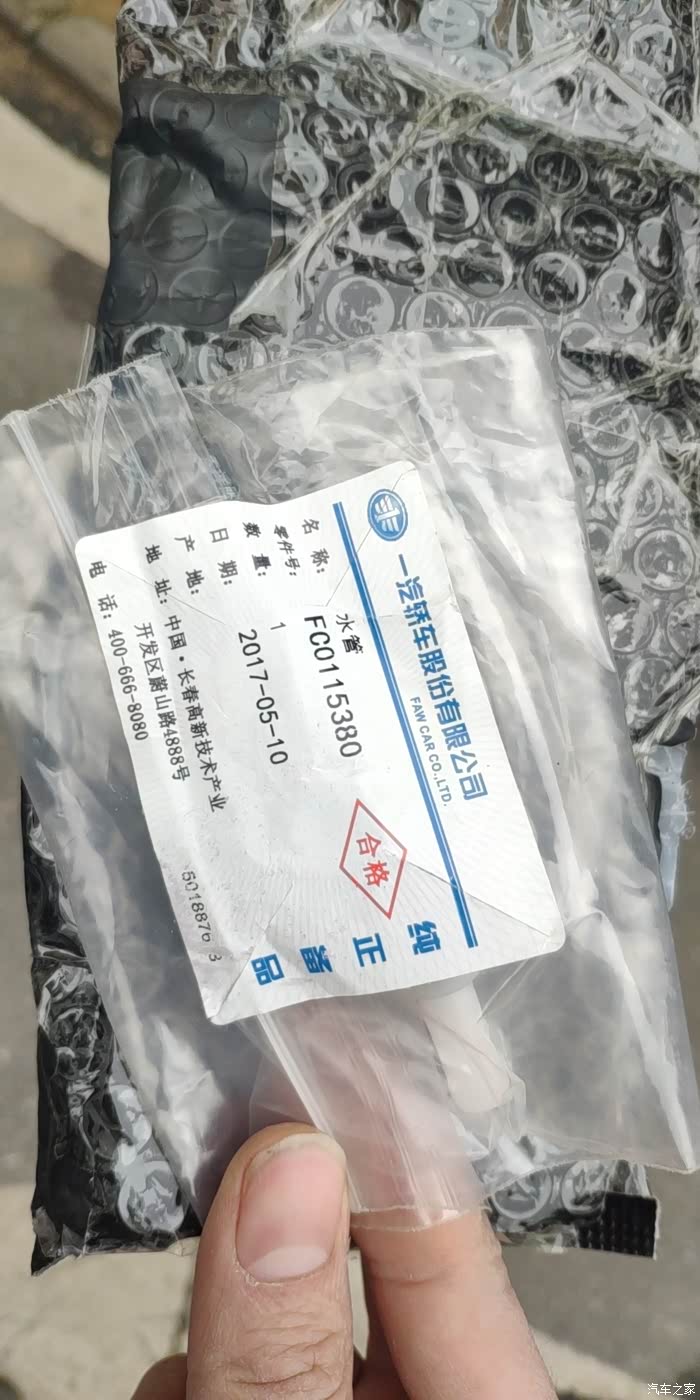 一汽轿车股份有限公司
FAW CAR CO.,LTD.
名 称: 水管
零件号: FC0115380
数 量: 1
日 期: 2017-05-10
产 地:
地 址: 中国·长春高新技术产业
开发区蔚山路4888号
电 话: 400-666-8080
合格
纯正备品
汽车之家